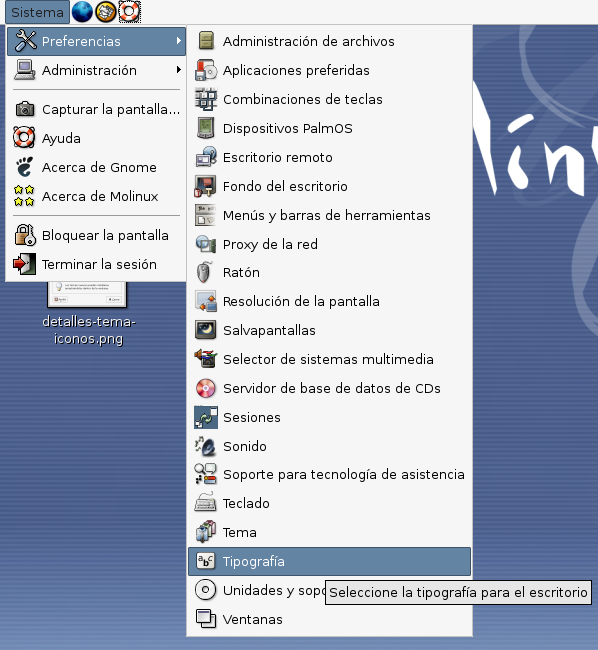 Sistema
Preferencias
Administración
Capturar la pantalla...
Ayuda
Acerca de Gnome
Acerca de Molinux
Bloquear la pantalla
Terminar la sesión
detalles-tema-
iconos.png
Administración de archivos
Aplicaciones preferidas
Combinaciones de teclas
Dispositivos PalmOS
Escritorio remoto
Fondo del escritorio
Menús y barras de herramientas
Proxy de la red
Ratón
Resolución de la pantalla
Salvapantallas
Selector de sistemas multimedia
Servidor de base de datos de CDs
Sesiones
Sonido
Soporte para tecnología de asistencia
Teclado
Tema
Tipografía
Unidades y
Seleccione la tipografía para el escritorio
Ventanas